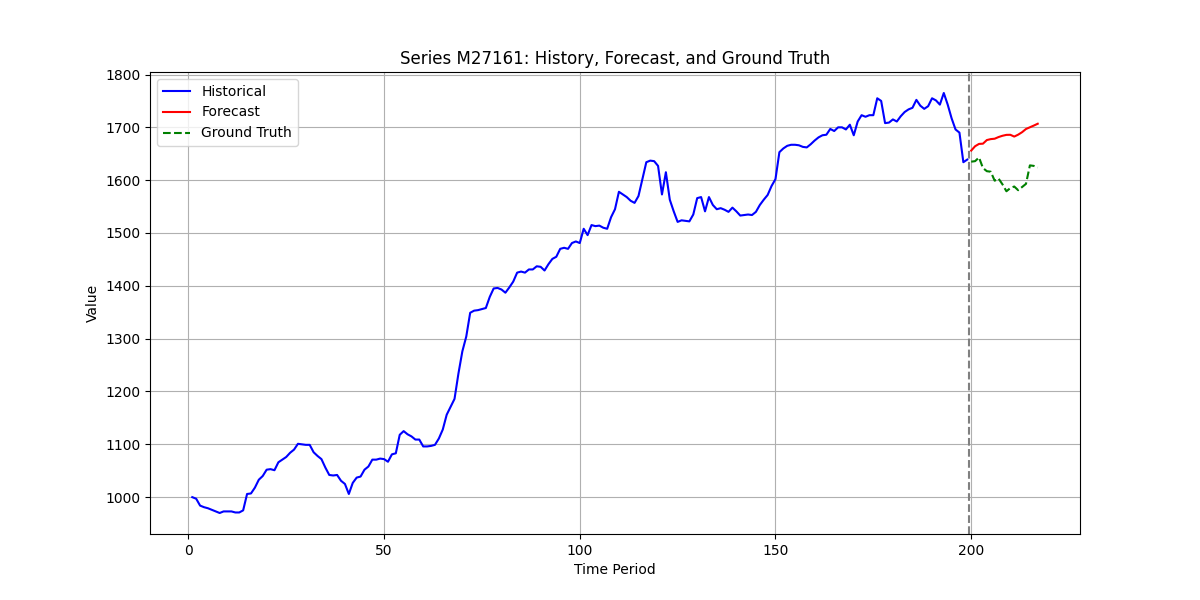 Series M27161: History, Forecast, and Ground Truth
Historical
Forecast
Ground Truth
1800
1700
1600
1500
1400
1300
1200
1100
1000
Value
0 50 100 150 200
Time Period